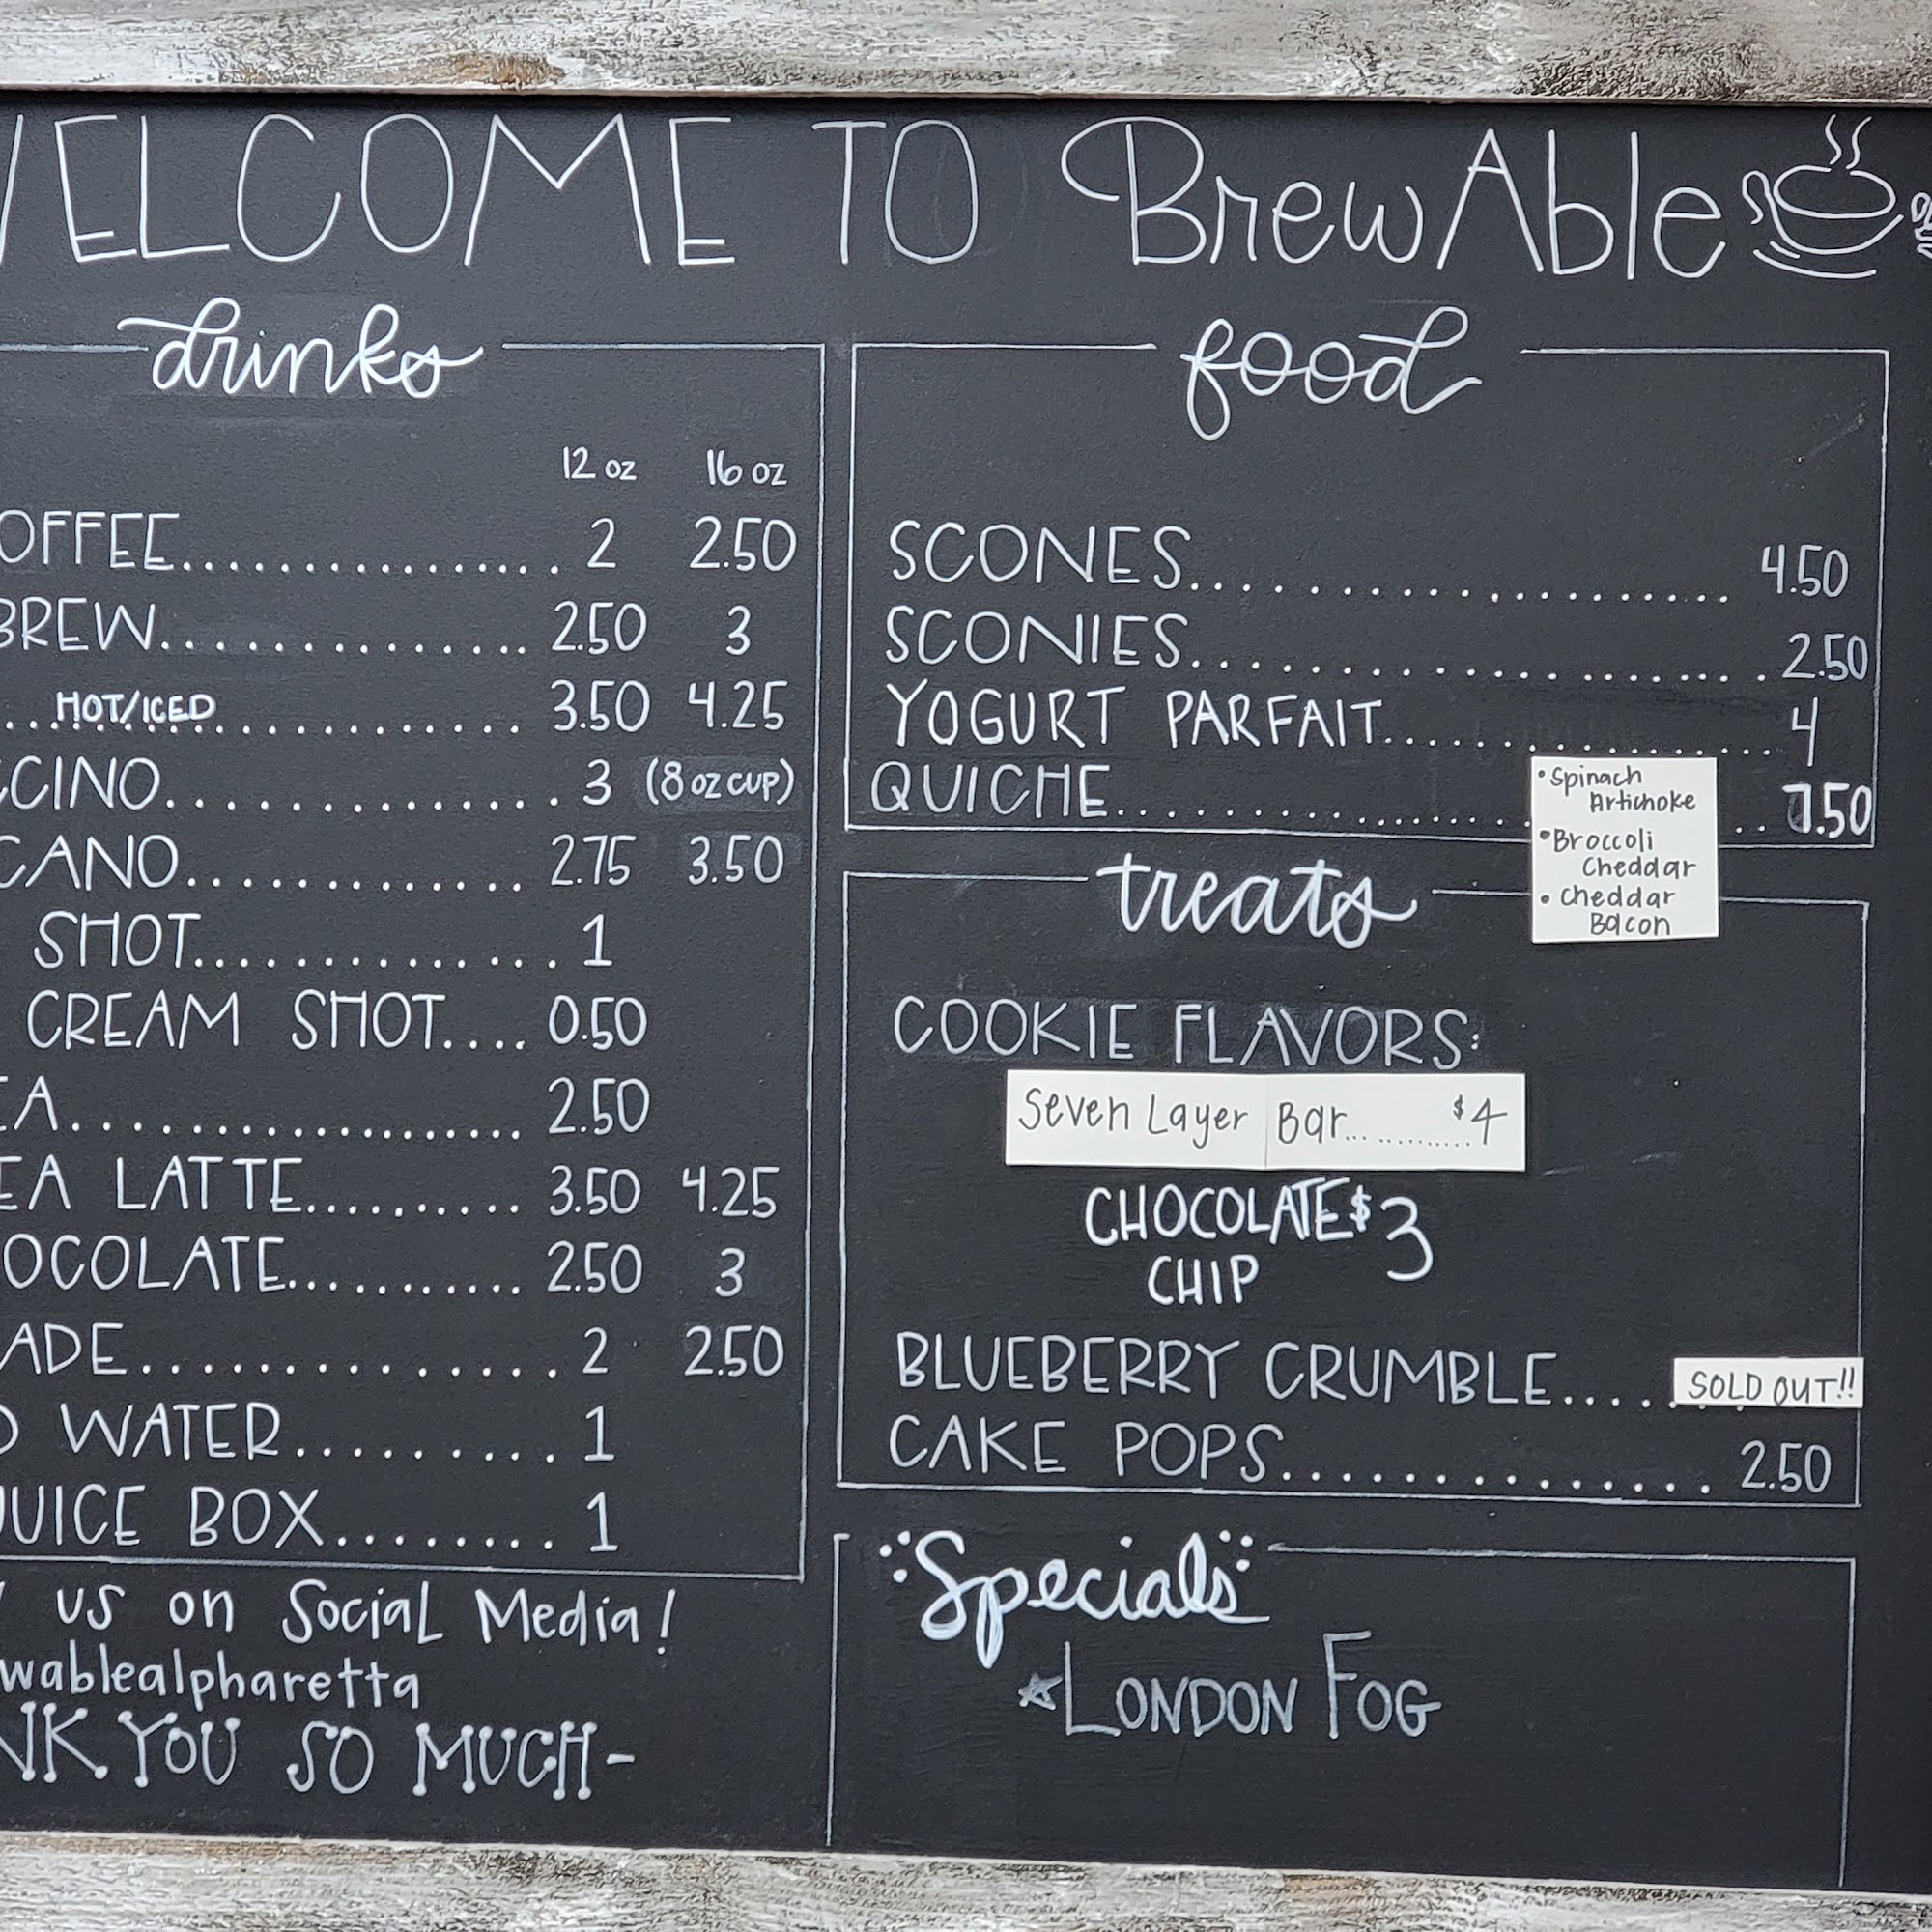 WELCOME TO BrewAble
drinks
12 oz 16 oz
OFFEE.................. 2 2.50
BREW............... 2.50 3
...HOT/ICED............... 3.50 4.25
CCINO................. 3 (8 oz CUP)
CANO............... 2.75 3.50
SHOT................ 1
CREAM SHOT.... 0.50
EA.................... 2.50
EA LATTE.......... 3.50 4.25
OCOLATE........... 2.50 3
ADE.................. 2 2.50
D WATER......... 1
JUICE BOX........ 1
us on Social Media!
wablealpharetta
NK YOU SO MUCH-
food
SCONES...................... 4.50
SCONIES....................... 2.50
YOGURT PARFAIT................ 4
QUICHE.................... 7.50
• Spinach
Artichoke
• Broccoli
Cheddar
• Cheddar
Bacon
treats
COOKIE FLAVORS:
Seven Layer Bar............ $4
CHOCOLATE $3
CHIP
BLUEBERRY CRUMBLE..... SOLD OUT!!
CAKE POPS.............. 2.50
Specials
LONDON FOG